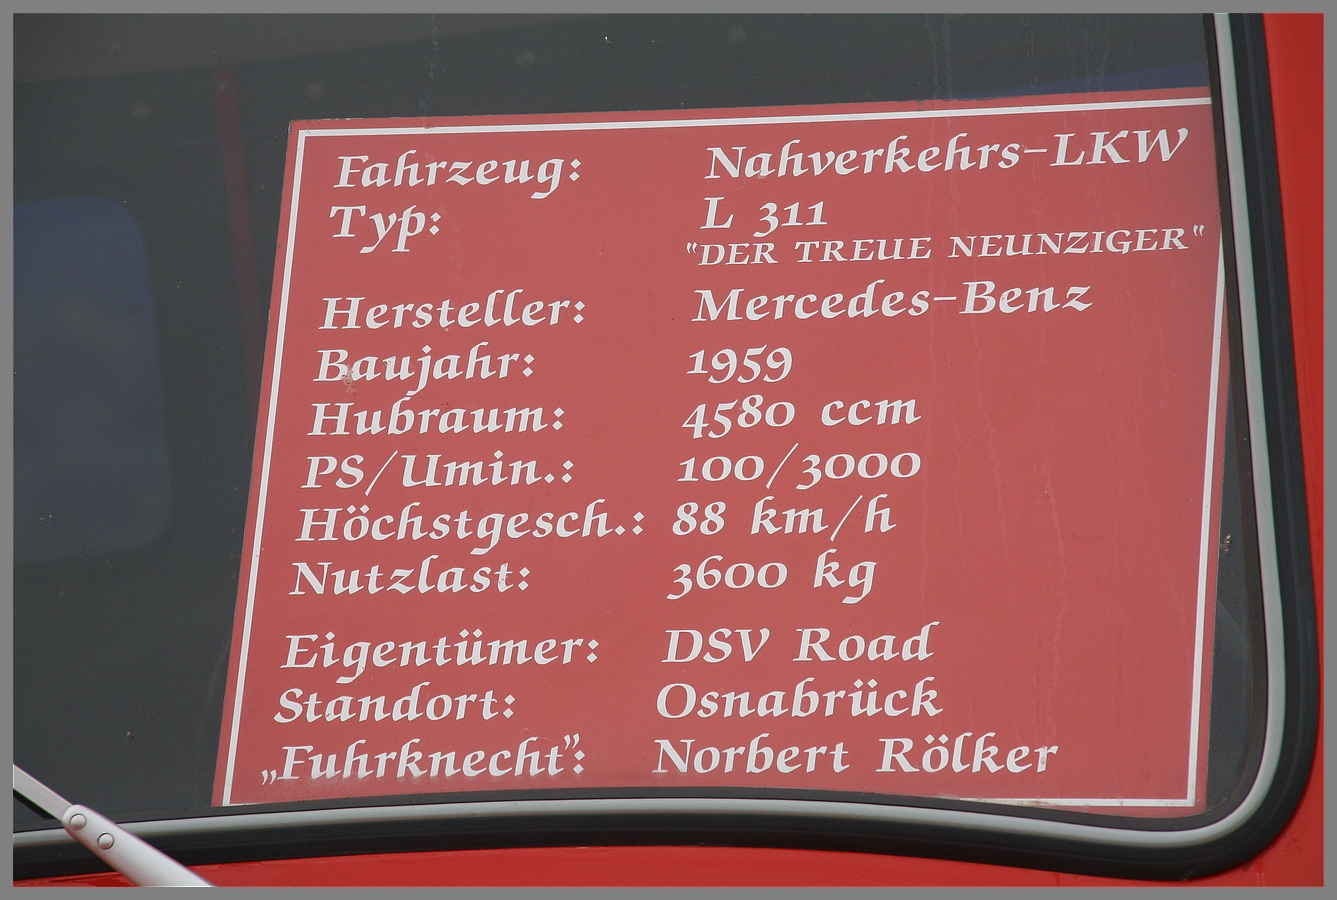 Fahrzeug: Nahverkehrs-LKW
Typ: L 311
"DER TREUE NEUNZIGER"
Hersteller: Mercedes-Benz
Baujahr: 1959
Hubraum: 4580 ccm
PS/Umin.: 100/3000
Höchstgesch.: 88 km/h
Nutzlast: 3600 kg
Eigentümer: DSV Road
Standort: Osnabrück
„Fuhrknecht”: Norbert Rölker